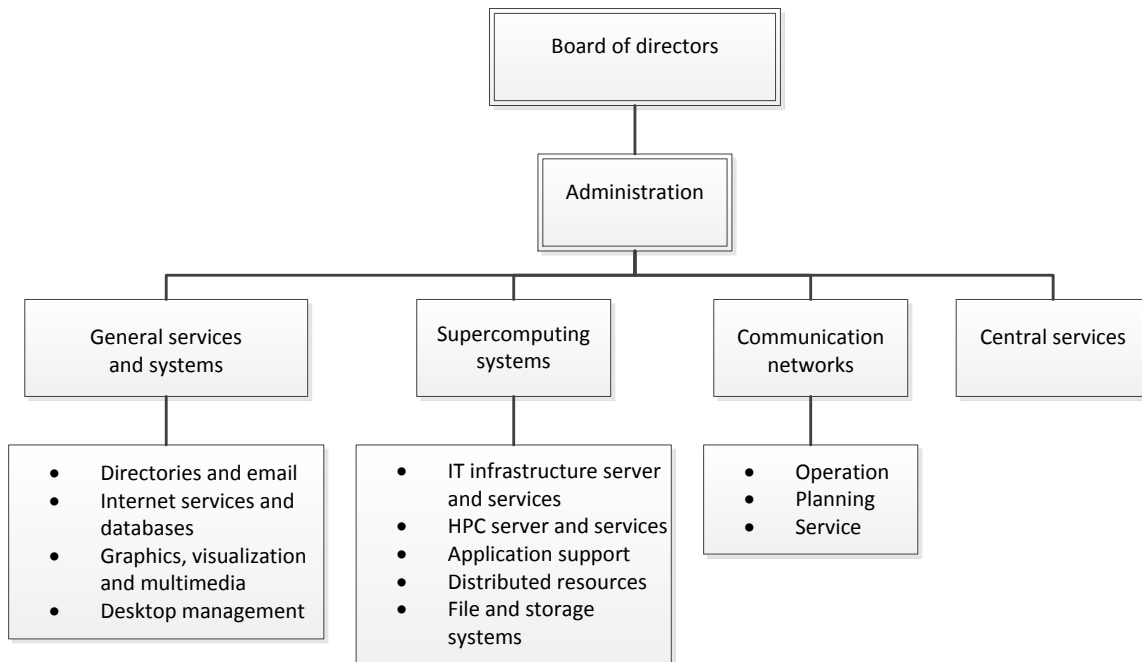 Board of directors
Administration
General services
and systems
Supercomputing
systems
Communication
networks
Central services
• Directories and email
• Internet services and
databases
• Graphics, visualization
and multimedia
• Desktop management
• IT infrastructure server
and services
• HPC server and services
• Application support
• Distributed resources
• File and storage
systems
• Operation
• Planning
• Service